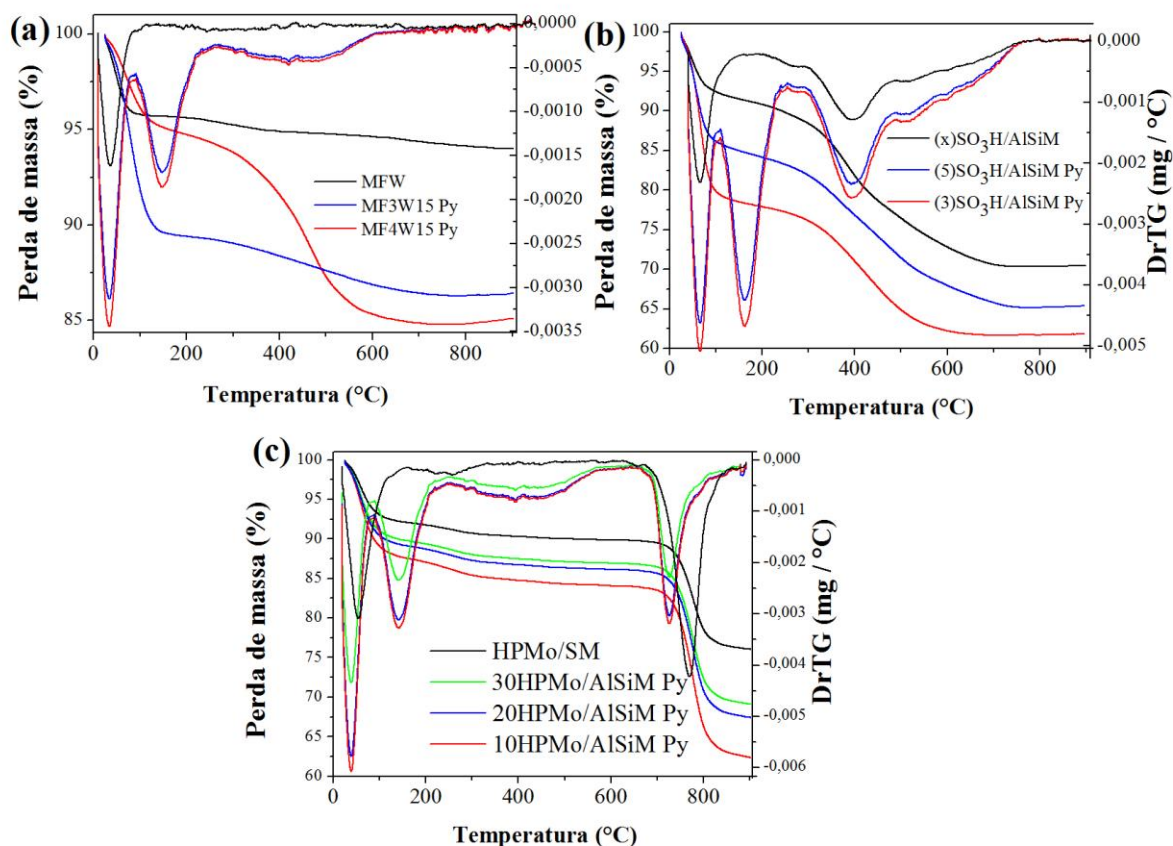 (a)
100
95
90
85
Perda de massa (%)
0 200 400 600 800
Temperatura (°C)
0,0000
-0,0005
-0,0010
-0,0015
-0,0020
-0,0025
-0,0030
-0,0035
MFW
MF3W15 Py
MF4W15 Py
(b)
100
95
90
85
80
75
70
65
60
Perda de massa (%)
0 200 400 600 800
Temperatura (°C)
0,000
-0,001
-0,002
-0,003
-0,004
-0,005
DrTG (mg / °C)
(x)SO₃H/AlSiM
(5)SO₃H/AlSiM Py
(3)SO₃H/AlSiM Py
(c)
100
95
90
85
80
75
70
65
60
Perda de massa (%)
0 200 400 600 800
Temperatura (°C)
0,000
-0,001
-0,002
-0,003
-0,004
-0,005
-0,006
DrTG (mg / °C)
HPMo/SM
30HPMo/AlSiM Py
20HPMo/AlSiM Py
10HPMo/AlSiM Py